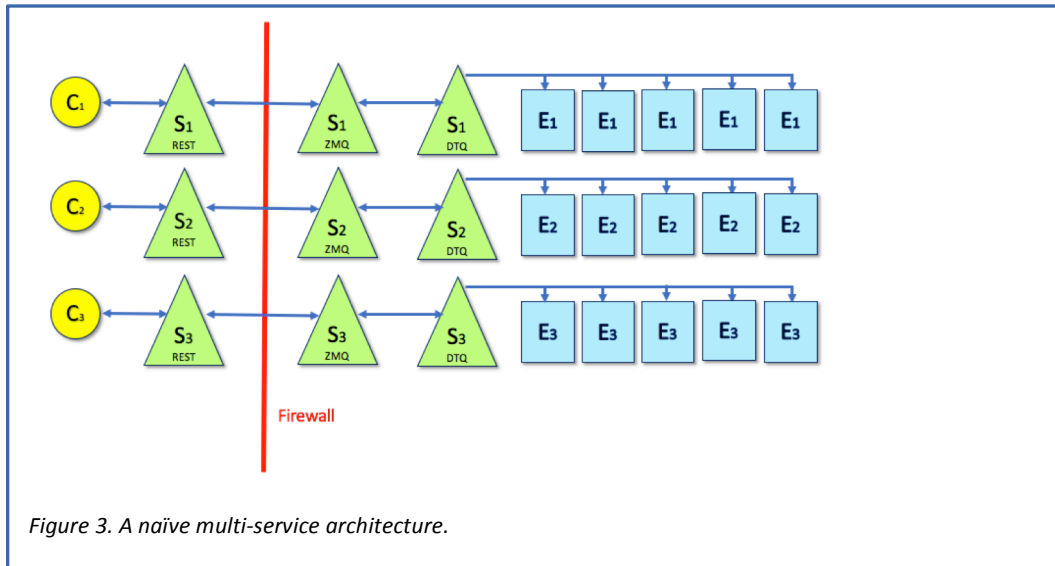 C₁ S₁ S₁ S₁ E₁ E₁ E₁ E₁ E₁
REST ZMQ DTQ
C₂ S₂ S₂ S₂ E₂ E₂ E₂ E₂ E₂
REST ZMQ DTQ
C₃ S₃ S₃ S₃ E₃ E₃ E₃ E₃ E₃
REST ZMQ DTQ
Firewall
Figure 3. A naïve multi-service architecture.